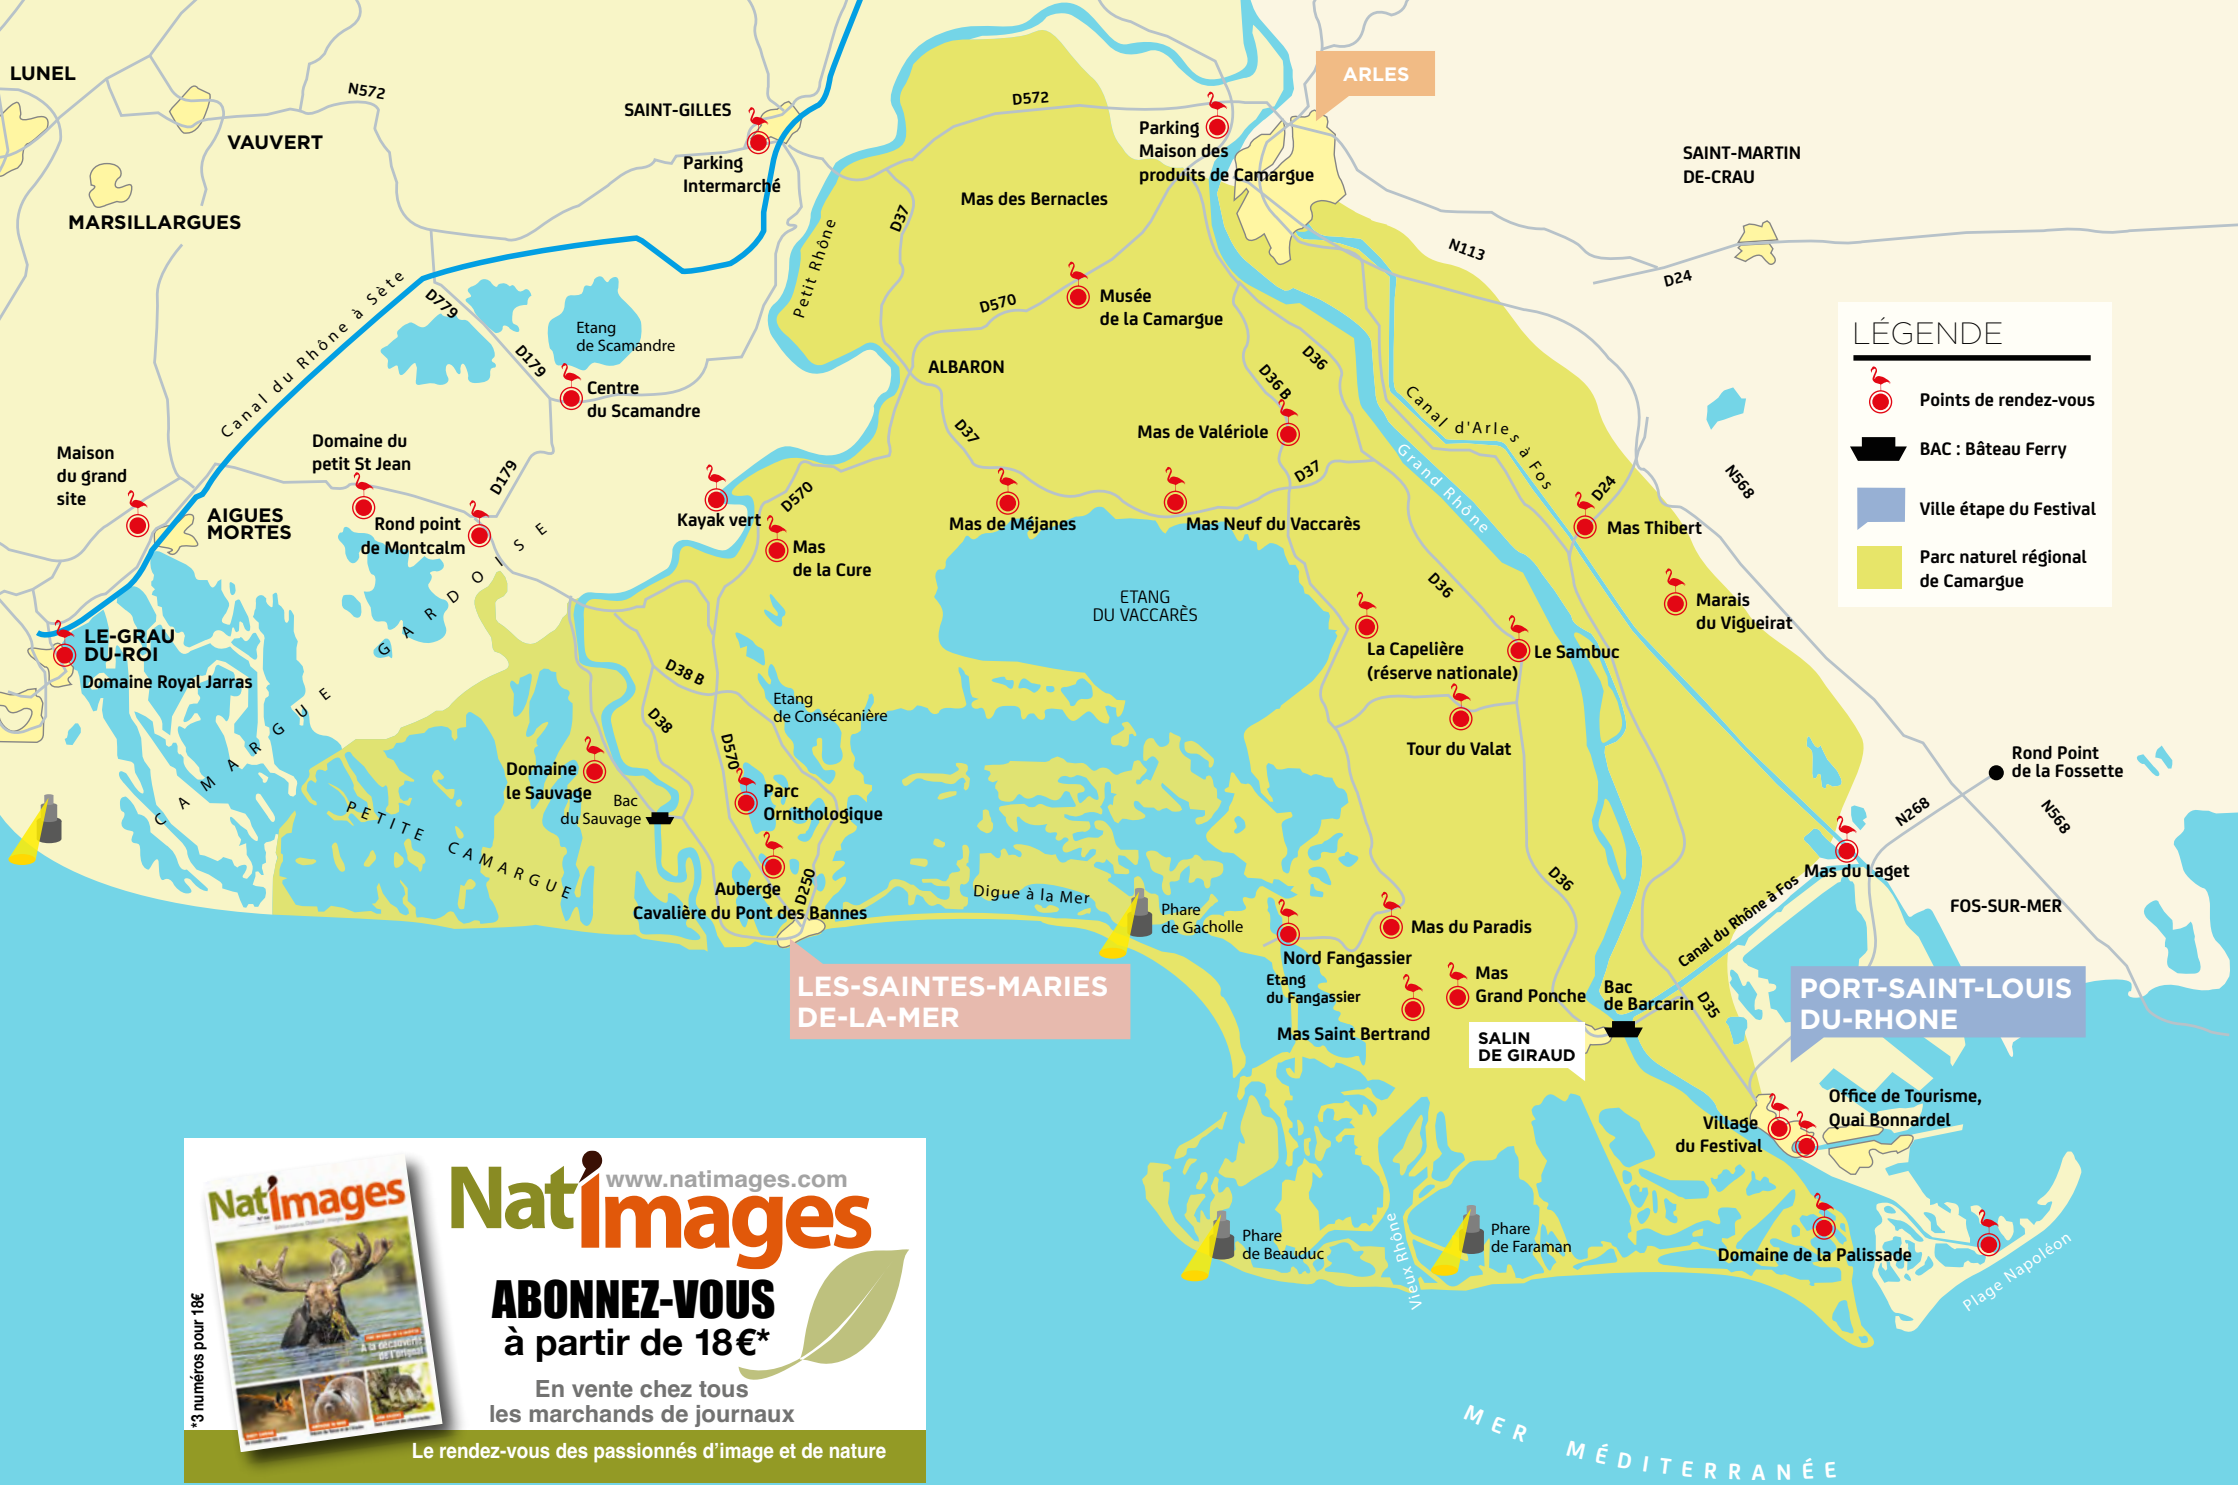 LUNEL
N572
VAUVERT
MARSILLARGUES
SAINT-GILLES
Parking
Intermarché
D572
Parking
Maison des
produits de Camargue
ARLES
SAINT-MARTIN
DE-CRAU
Mas des Bernacles
D37
Petit Rhône
N113
D24
Canal du Rhône à Sète
D779
D179
Etang
de Scamandre
Centre
du Scamandre
D570
Musée
de la Camargue
ALBARON
D36
D36 B
Canal d'Arles à Fos
Grand Rhône
LÉGENDE
Points de rendez-vous
BAC : Bâteau Ferry
Ville étape du Festival
Parc naturel régional
de Camargue
Maison
du grand
site
AIGUES
MORTES
Domaine du
petit St Jean
D179
Rond point
de Montcalm
Kayak vert
D570
Mas
de la Cure
D37
Mas de Méjanes
Mas de Valériole
D37
Mas Neuf du Vaccarès
D24
Mas Thibert
N568
ETANG
DU VACCARÈS
D36
La Capelière
(réserve nationale)
Le Sambuc
Marais
du Vigueirat
Tour du Valat
LE-GRAU
DU-ROI
Domaine Royal Jarras
CAMARGUE
GARDOISE
PETITE CAMARGUE
D38 B
D38
D570
Etang
de Consécanière
Domaine
le Sauvage
Bac
du Sauvage
Parc
Ornithologique
Auberge
Cavalière du Pont des Bannes
D250
Digue à la Mer
Phare
de Gacholle
LES-SAINTES-MARIES
DE-LA-MER
Rond Point
de la Fossette
N268
N568
Mas du Laget
FOS-SUR-MER
D36
Canal du Rhône à Fos
Mas du Paradis
Nord Fangassier
Etang
du Fangassier
Mas
Grand Ponche
Mas Saint Bertrand
Bac
de Barcarin
SALIN
DE GIRAUD
D35
PORT-SAINT-LOUIS
DU-RHONE
Office de Tourisme,
Quai Bonnardel
Village
du Festival
Domaine de la Palissade
Plage Napoléon
Phare
de Beauduc
Vieux Rhône
Phare
de Faraman
MER MÉDITERRANÉE
Natimages
À la découverte
de l'orignal
www.natimages.com
Natimages
ABONNEZ-VOUS
à partir de 18€*
En vente chez tous
les marchands de journaux
*3 numéros pour 18€
Le rendez-vous des passionnés d'image et de nature